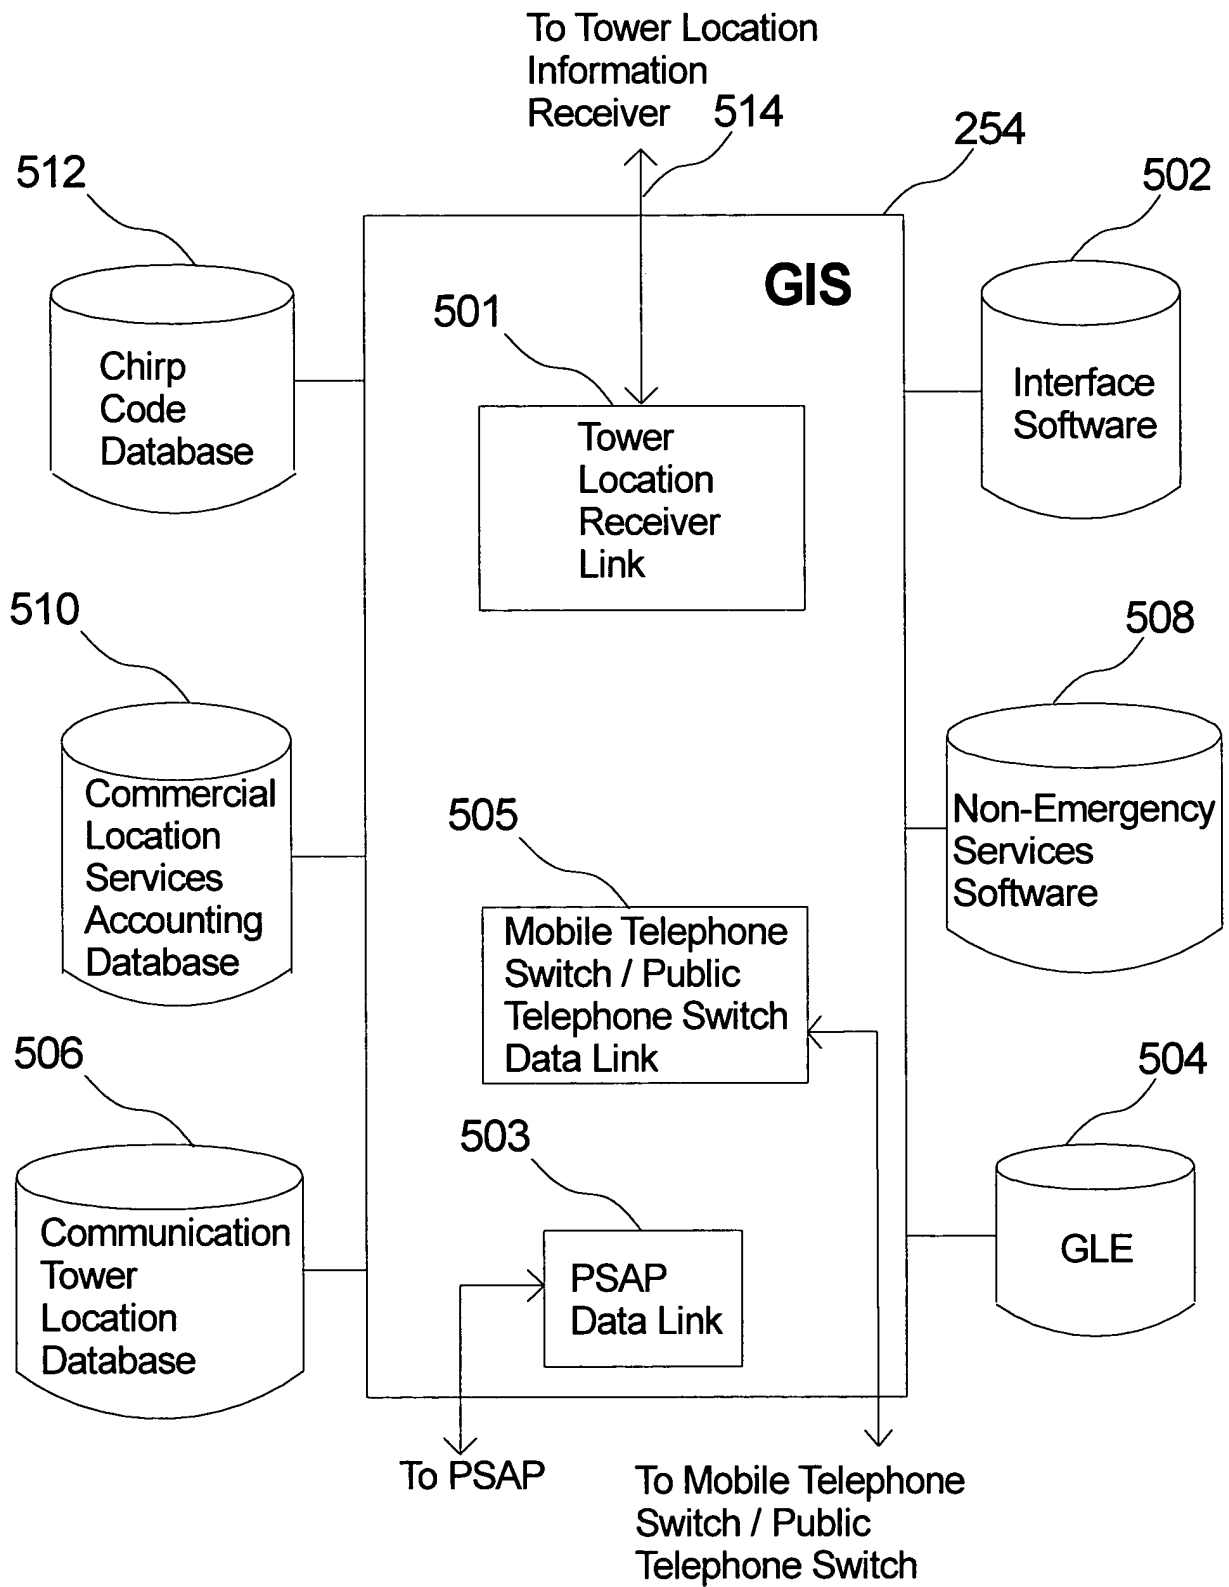 To Tower Location
Information
Receiver
514
254
512
502
GIS
501
Chirp
Code
Database
Interface
Software
Tower
Location
Receiver
Link
510
508
Commercial
Location
Services
Accounting
Database
505
Non-Emergency
Services
Software
Mobile Telephone
Switch / Public
Telephone Switch
Data Link
506
504
503
Communication
Tower
Location
Database
GLE
PSAP
Data Link
To PSAP
To Mobile Telephone
Switch / Public
Telephone Switch